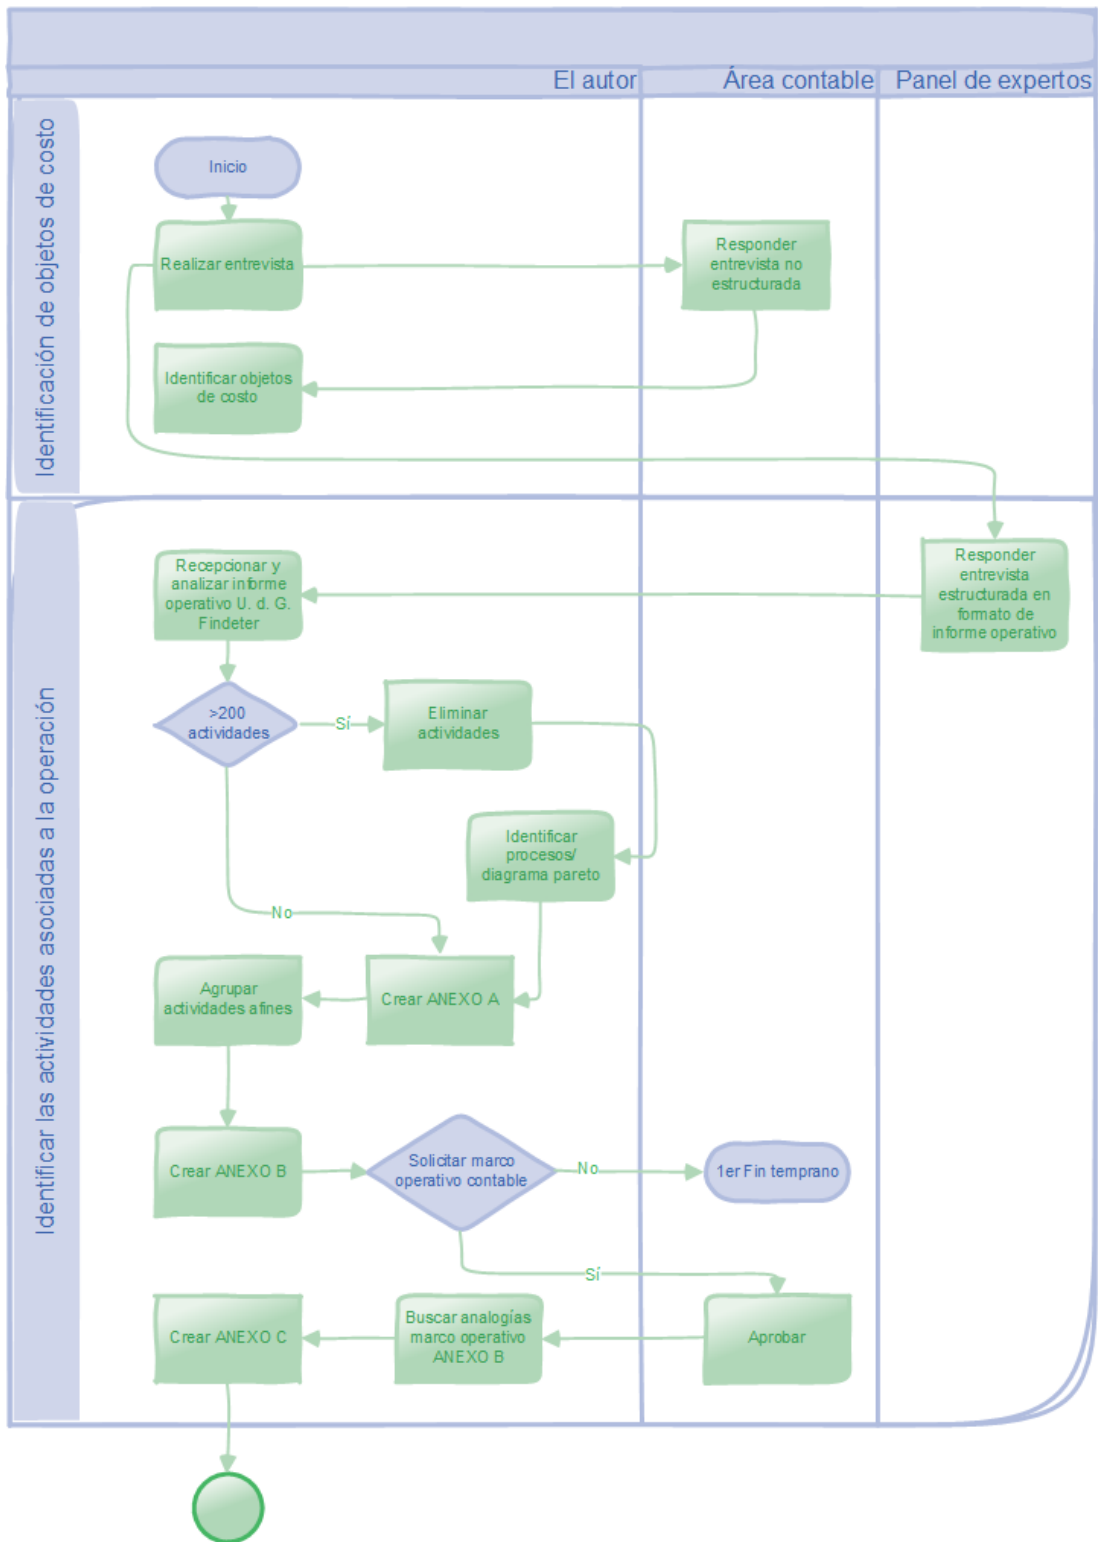 El autor
Área contable
Panel de expertos
Identificación de objetos de costo
Inicio
Realizar entrevista
Responder
entrevista no
estructurada
Identificar objetos
de costo
Identificar las actividades asociadas a la operación
Recepcionar y
analizar informe
operativo U. d. G.
Findeter
Responder
entrevista
estructurada en
formato de
informe operativo
>200
actividades
Sí
Eliminar
actividades
Identificar
procesos/
diagrama pareto
No
Agrupar
actividades afines
Crear ANEXO A
Crear ANEXO B
Solicitar marco
operativo contable
No
1er Fin temprano
Sí
Crear ANEXO C
Buscar analogías
marco operativo
ANEXO B
Aprobar